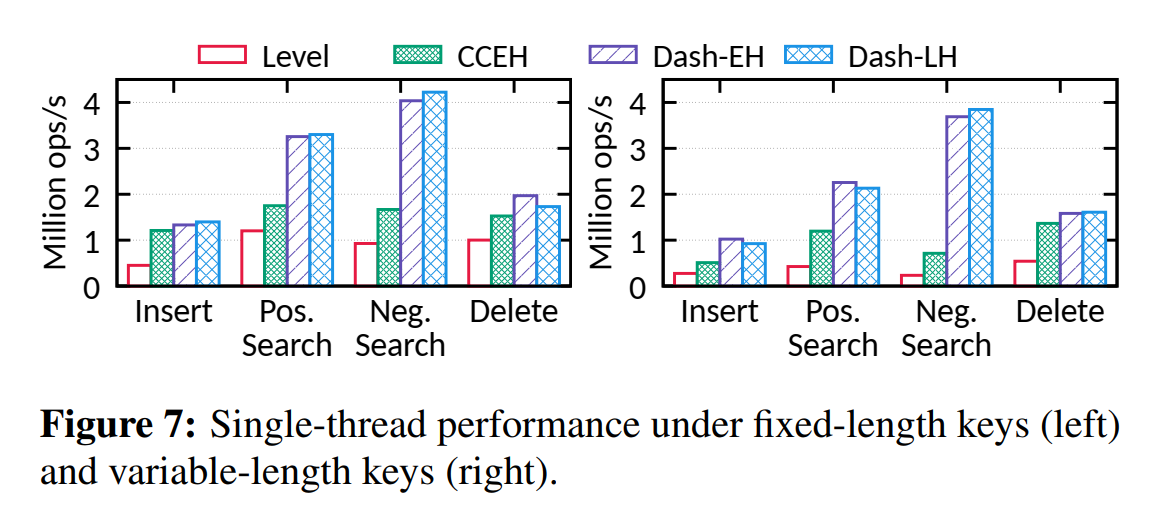 Level CCEH Dash-EH Dash-LH
Million ops/s
4
3
2
1
0
Insert Pos. Search Neg. Search Delete
Million ops/s
4
3
2
1
0
Insert Pos. Search Neg. Search Delete
Figure 7: Single-thread performance under fixed-length keys (left)
and variable-length keys (right).